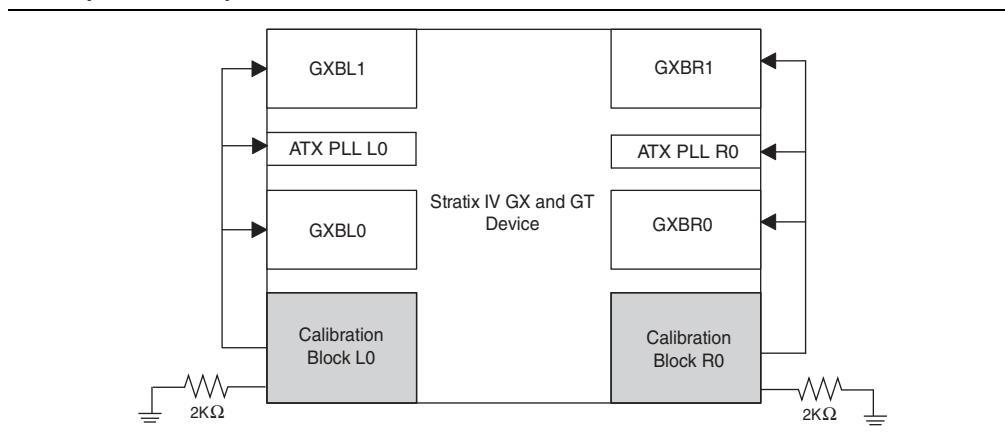 GXBL1
GXBR1
ATX PLL L0
ATX PLL R0
Stratix IV GX and GT
Device
GXBL0
GXBR0
Calibration
Block L0
Calibration
Block R0
2KΩ
2KΩ